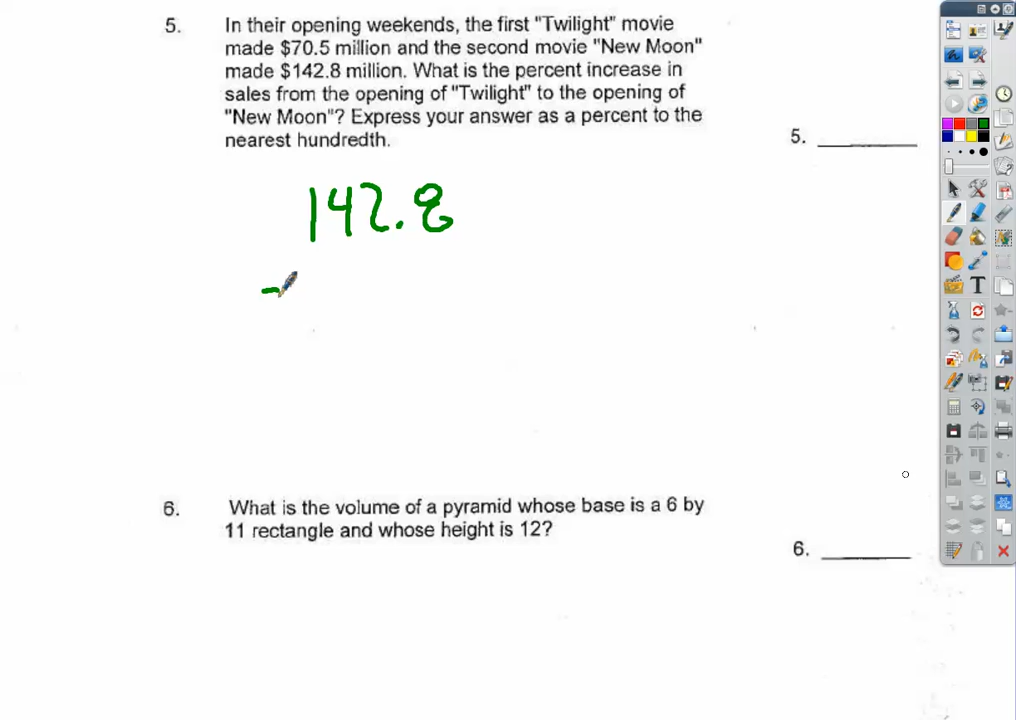 5. In their opening weekends, the first "Twilight" movie
made $70.5 million and the second movie "New Moon"
made $142.8 million. What is the percent increase in
sales from the opening of "Twilight" to the opening of
"New Moon"? Express your answer as a percent to the
nearest hundredth.
5. ______
142.8
-
6. What is the volume of a pyramid whose base is a 6 by
11 rectangle and whose height is 12?
6. ______